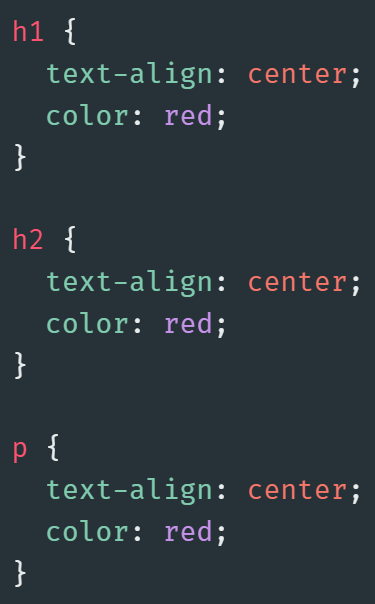 h1 {
  text-align: center;
  color: red;
}

h2 {
  text-align: center;
  color: red;
}

p {
  text-align: center;
  color: red;
}